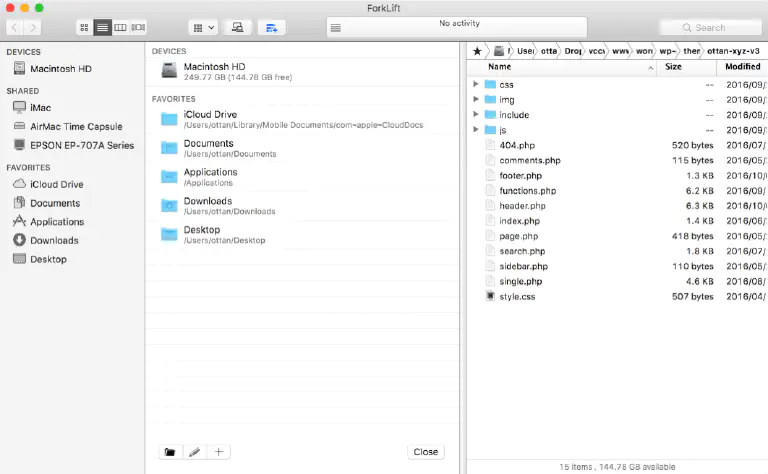 ForkLift
No activity
Search
DEVICES
Macintosh HD
SHARED
iMac
AirMac Time Capsule
EPSON EP-707A Series
FAVORITES
iCloud Drive
Documents
Applications
Downloads
Desktop
DEVICES
Macintosh HD
249.77 GB (144.78 GB free)
FAVORITES
iCloud Drive
/Users/ottan/Library/Mobile Documents/com~apple~CloudDocs
Documents
/Users/ottan/Documents
Applications
/Applications
Downloads
/Users/ottan/Downloads
Desktop
/Users/ottan/Desktop
Close
User otta Drop vccw www wor wp- ther ottan-xyz-v3
Name Size Modified
css -- 2016/09/
img -- 2016/09/
include -- 2016/09/
js -- 2016/09/
404.php 520 bytes 2016/07/
comments.php 115 bytes 2016/05/
footer.php 1.3 KB 2016/10/
functions.php 6.2 KB 2016/09/
header.php 6.3 KB 2016/10/
index.php 1.4 KB 2016/08/
page.php 418 bytes 2016/05/
search.php 1.8 KB 2016/07/
sidebar.php 110 bytes 2016/05/
single.php 4.6 KB 2016/08/
style.css 507 bytes 2016/04/
15 items , 144.78 GB available